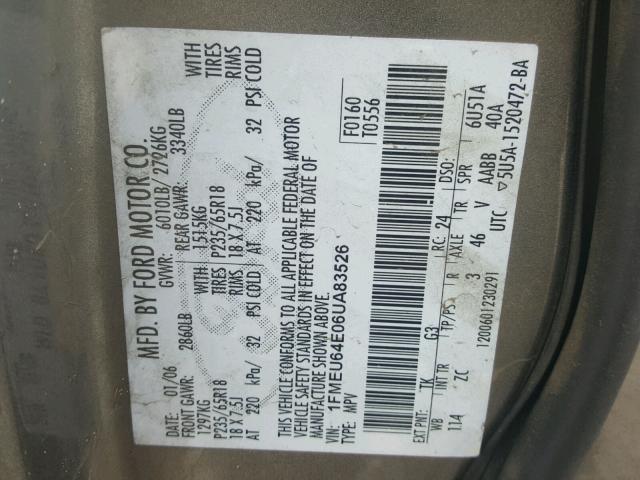 MFD. BY FORD MOTOR CO.
DATE: 01/06 GVWR: 6010LB/2726KG
FRONT GAWR: 2860LB REAR GAWR: 3340LB
1297KG WITH 1515KG WITH
P235/65R18 TIRES P235/65R18 TIRES
18 X 7.5J RIMS 18 X 7.5J RIMS
AT 220 kPa/ 32 PSI COLD AT 220 kPa/ 32 PSI COLD
THIS VEHICLE CONFORMS TO ALL APPLICABLE FEDERAL MOTOR
VEHICLE SAFETY STANDARDS IN EFFECT ON THE DATE OF
MANUFACTURE SHOWN ABOVE.
VIN: 1FMEU64E06UA83526 F0160
TYPE: MPV T0556
EXT PNT: TK G3 RC: 24 DSO: 6U5TA
WB INT TR TP/PS R AXLE TR SPR 40A
114 ZC 3 46 V AABB
UTC ▽ 5U5A-1520472-BA
1200601230291